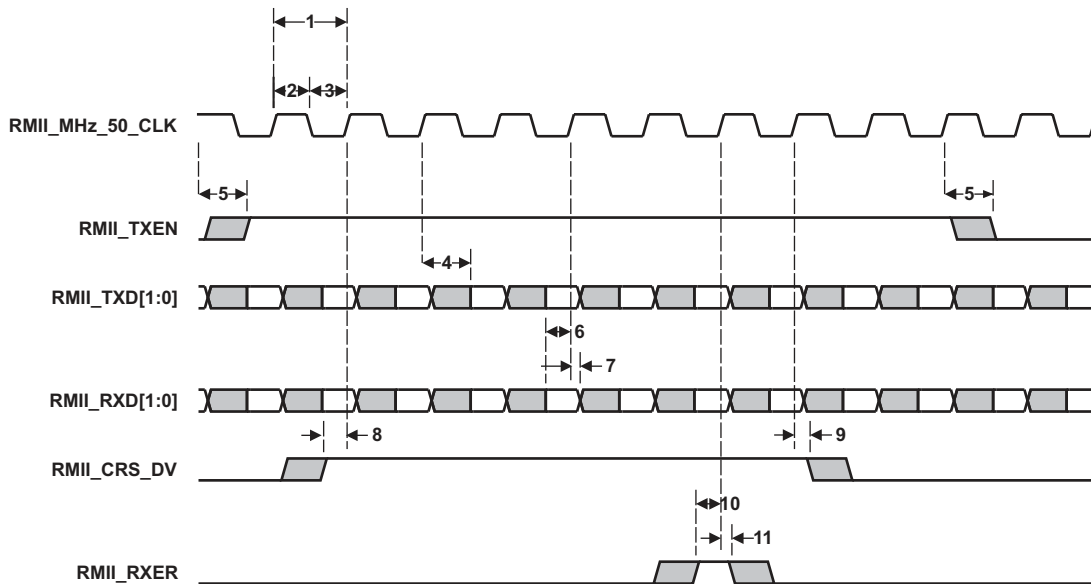 1
2 3
RMII_MHz_50_CLK
5 5
RMII_TXEN
4
RMII_TXD[1:0]
6
7
RMII_RXD[1:0]
8 9
RMII_CRS_DV
10
11
RMII_RXER